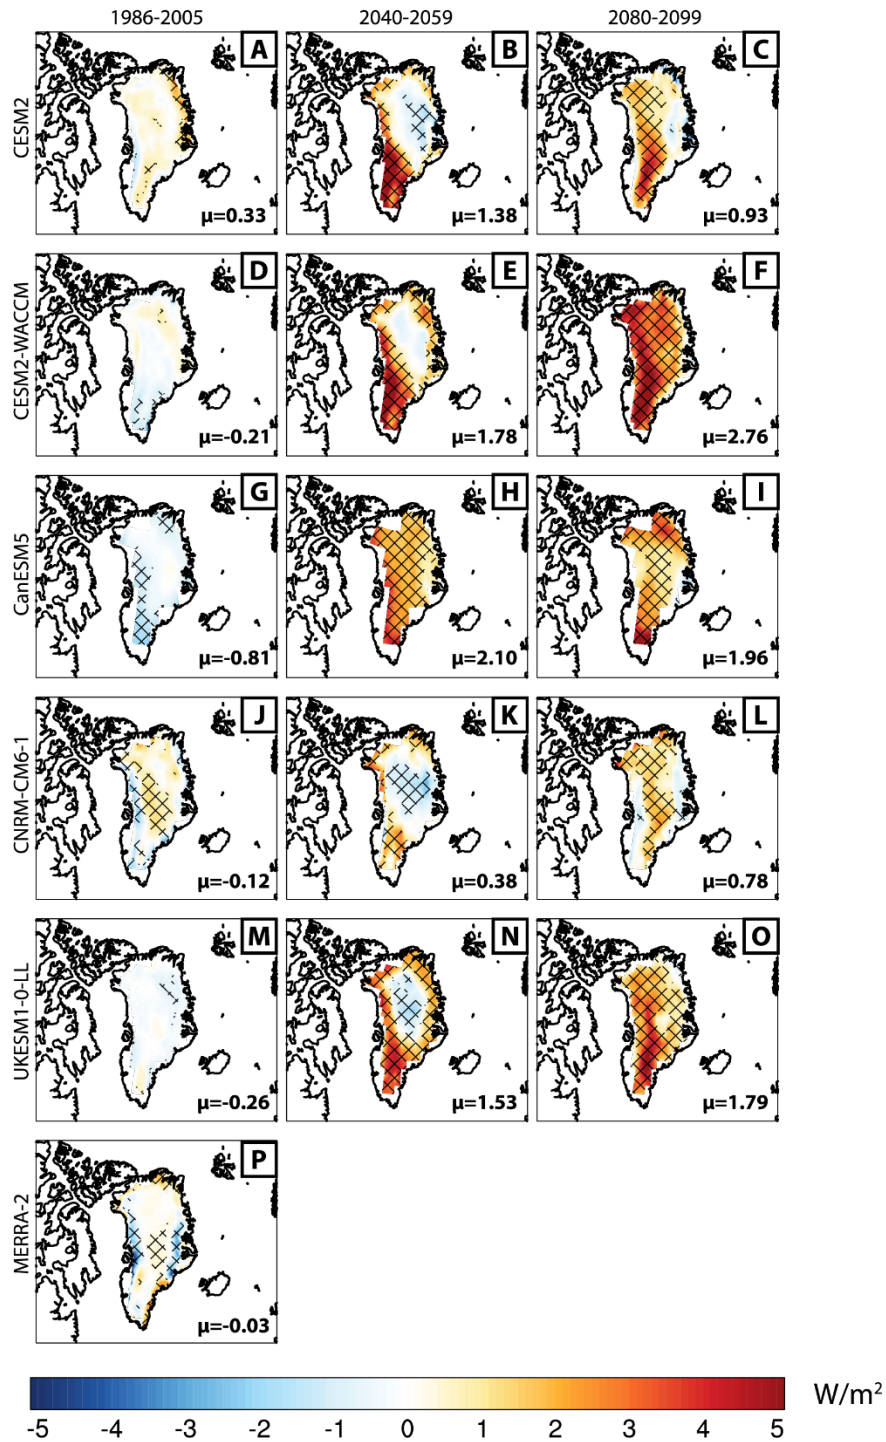 1986-2005 2040-2059 2080-2099
CESM2
A B C
μ=0.33 μ=1.38 μ=0.93
CESM2-WACCM
D E F
μ=-0.21 μ=1.78 μ=2.76
CanESM5
G H I
μ=-0.81 μ=2.10 μ=1.96
CNRM-CM6-1
J K L
μ=-0.12 μ=0.38 μ=0.78
UKESM1-0-LL
M N O
μ=-0.26 μ=1.53 μ=1.79
MERRA-2
P
μ=-0.03
W/m²
-5 -4 -3 -2 -1 0 1 2 3 4 5